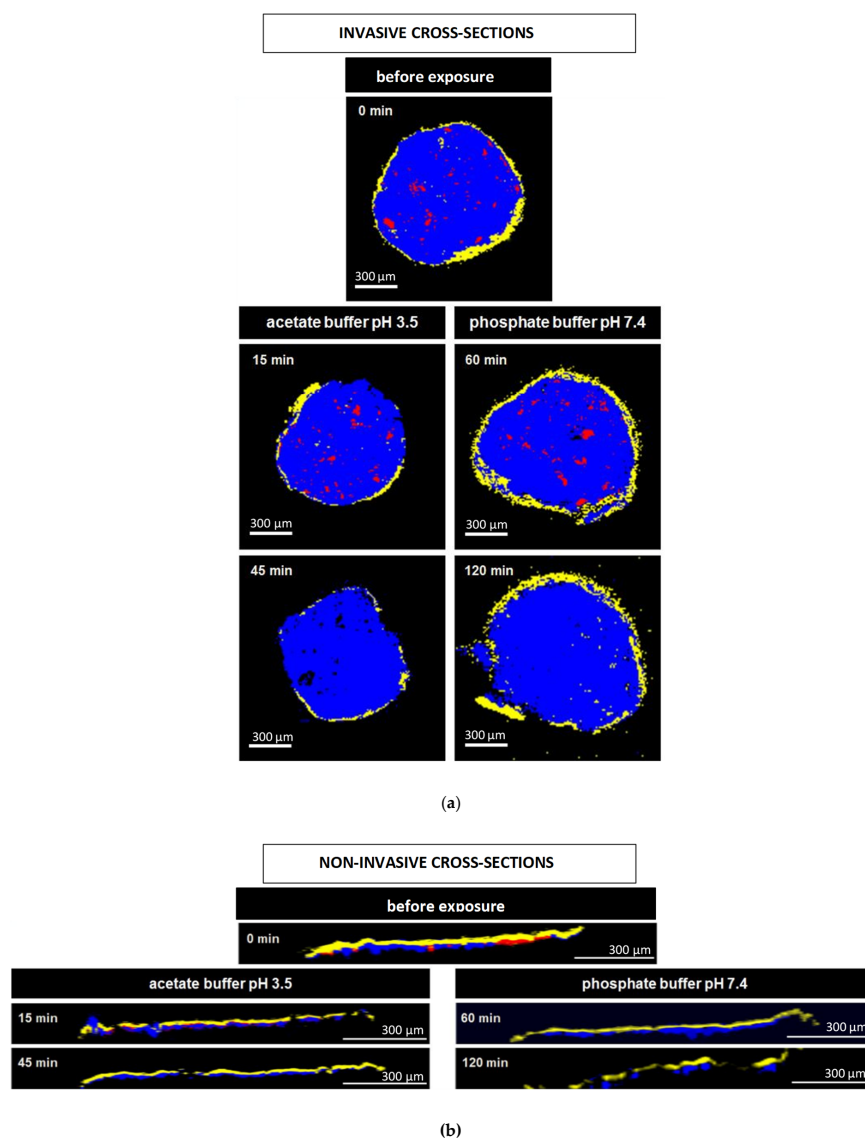 INVASIVE CROSS-SECTIONS
before exposure
0 min
300 µm
acetate buffer pH 3.5 phosphate buffer pH 7.4
15 min 60 min
300 µm 300 µm
45 min 120 min
300 µm 300 µm
(a)
NON-INVASIVE CROSS-SECTIONS
before exposure
0 min
300 µm
acetate buffer pH 3.5 phosphate buffer pH 7.4
15 min 60 min
300 µm 300 µm
45 min 120 min
300 µm 300 µm
(b)